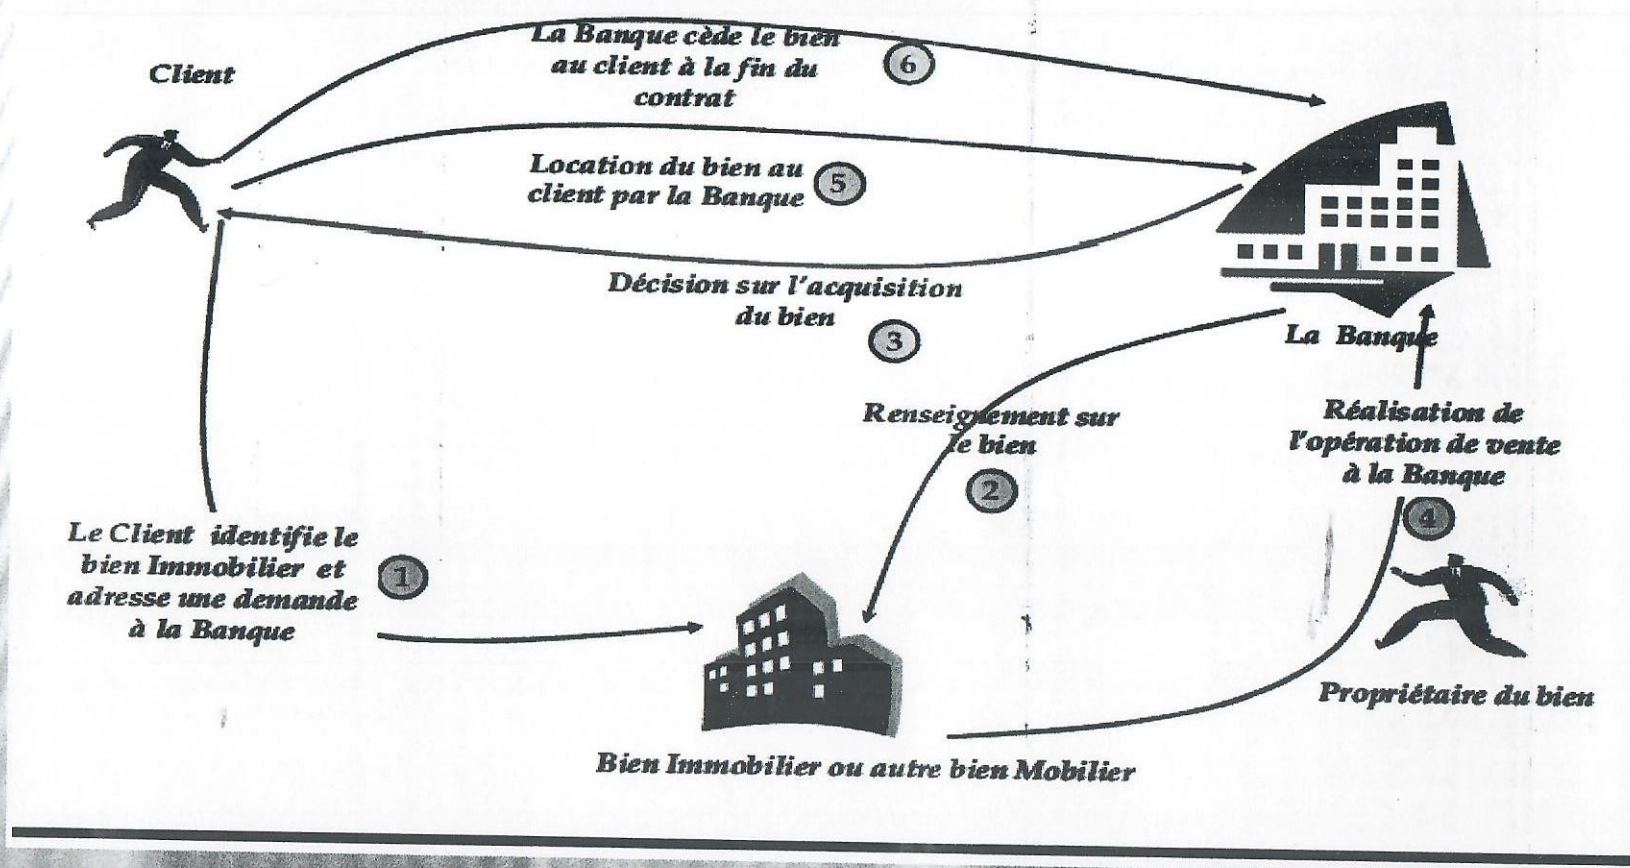 Client
La Banque cède le bien
au client à la fin du
contrat
6
Location du bien au
client par la Banque
5
Décision sur l'acquisition
du bien
3
La Banque
Renseignement sur
le bien
2
Réalisation de
l'opération de vente
à la Banque
4
Le Client identifie le
bien Immobilier et
adresse une demande
à la Banque
1
Propriétaire du bien
Bien Immobilier ou autre bien Mobilier